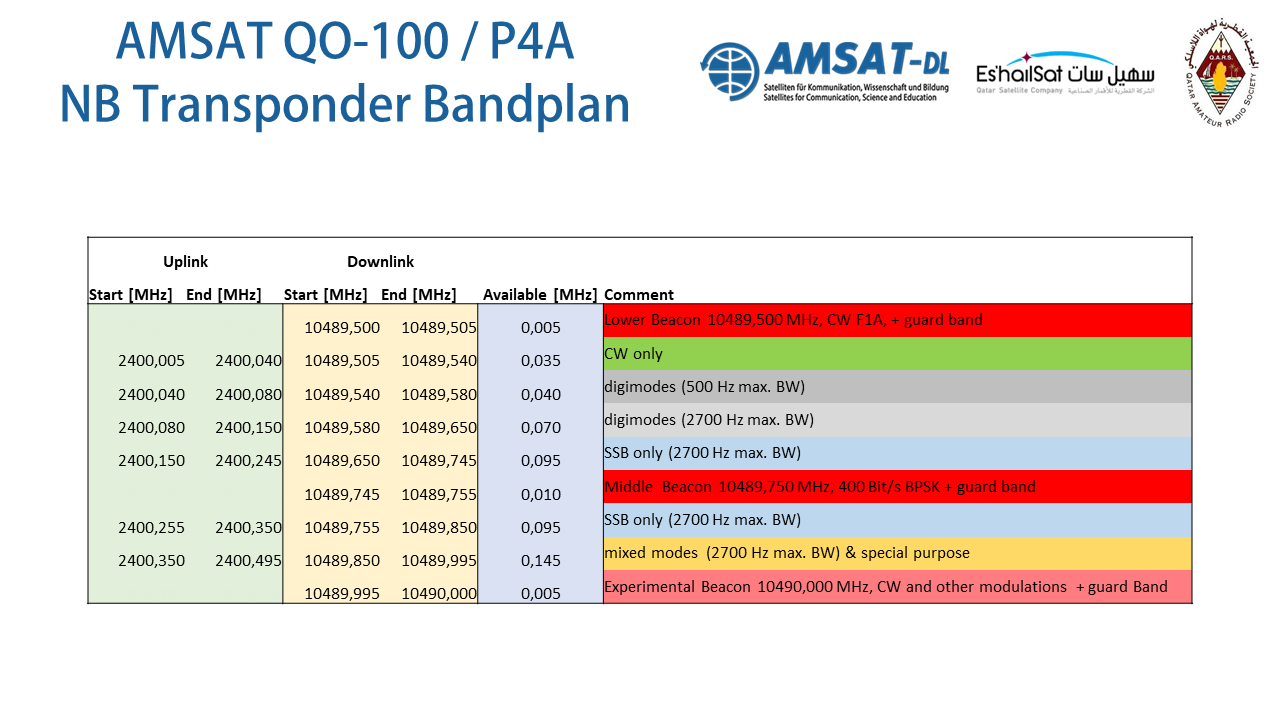 AMSAT QO-100 / P4A
NB Transponder Bandplan
AMSAT-DL
Satelliten für Kommunikation, Wissenschaft und Bildung
Satellites for Communication, Science and Education
Es'hailSat سهيل سات
Qatar Satellite Company الشركة القطرية للأقمار الصناعية
الجمعية القطرية لهواة اللاسلكي
Q.A.R.S.
QATAR AMATEUR RADIO SOCIETY
Uplink Downlink
Start [MHz] End [MHz] Start [MHz] End [MHz] Available [MHz] Comment
10489,500 10489,505 0,005 Lower Beacon 10489,500 MHz, CW F1A, + guard band
2400,005 2400,040 10489,505 10489,540 0,035 CW only
2400,040 2400,080 10489,540 10489,580 0,040 digimodes (500 Hz max. BW)
2400,080 2400,150 10489,580 10489,650 0,070 digimodes (2700 Hz max. BW)
2400,150 2400,245 10489,650 10489,745 0,095 SSB only (2700 Hz max. BW)
10489,745 10489,755 0,010 Middle Beacon 10489,750 MHz, 400 Bit/s BPSK + guard band
2400,255 2400,350 10489,755 10489,850 0,095 SSB only (2700 Hz max. BW)
2400,350 2400,495 10489,850 10489,995 0,145 mixed modes (2700 Hz max. BW) & special purpose
10489,995 10490,000 0,005 Experimental Beacon 10490,000 MHz, CW and other modulations + guard Band